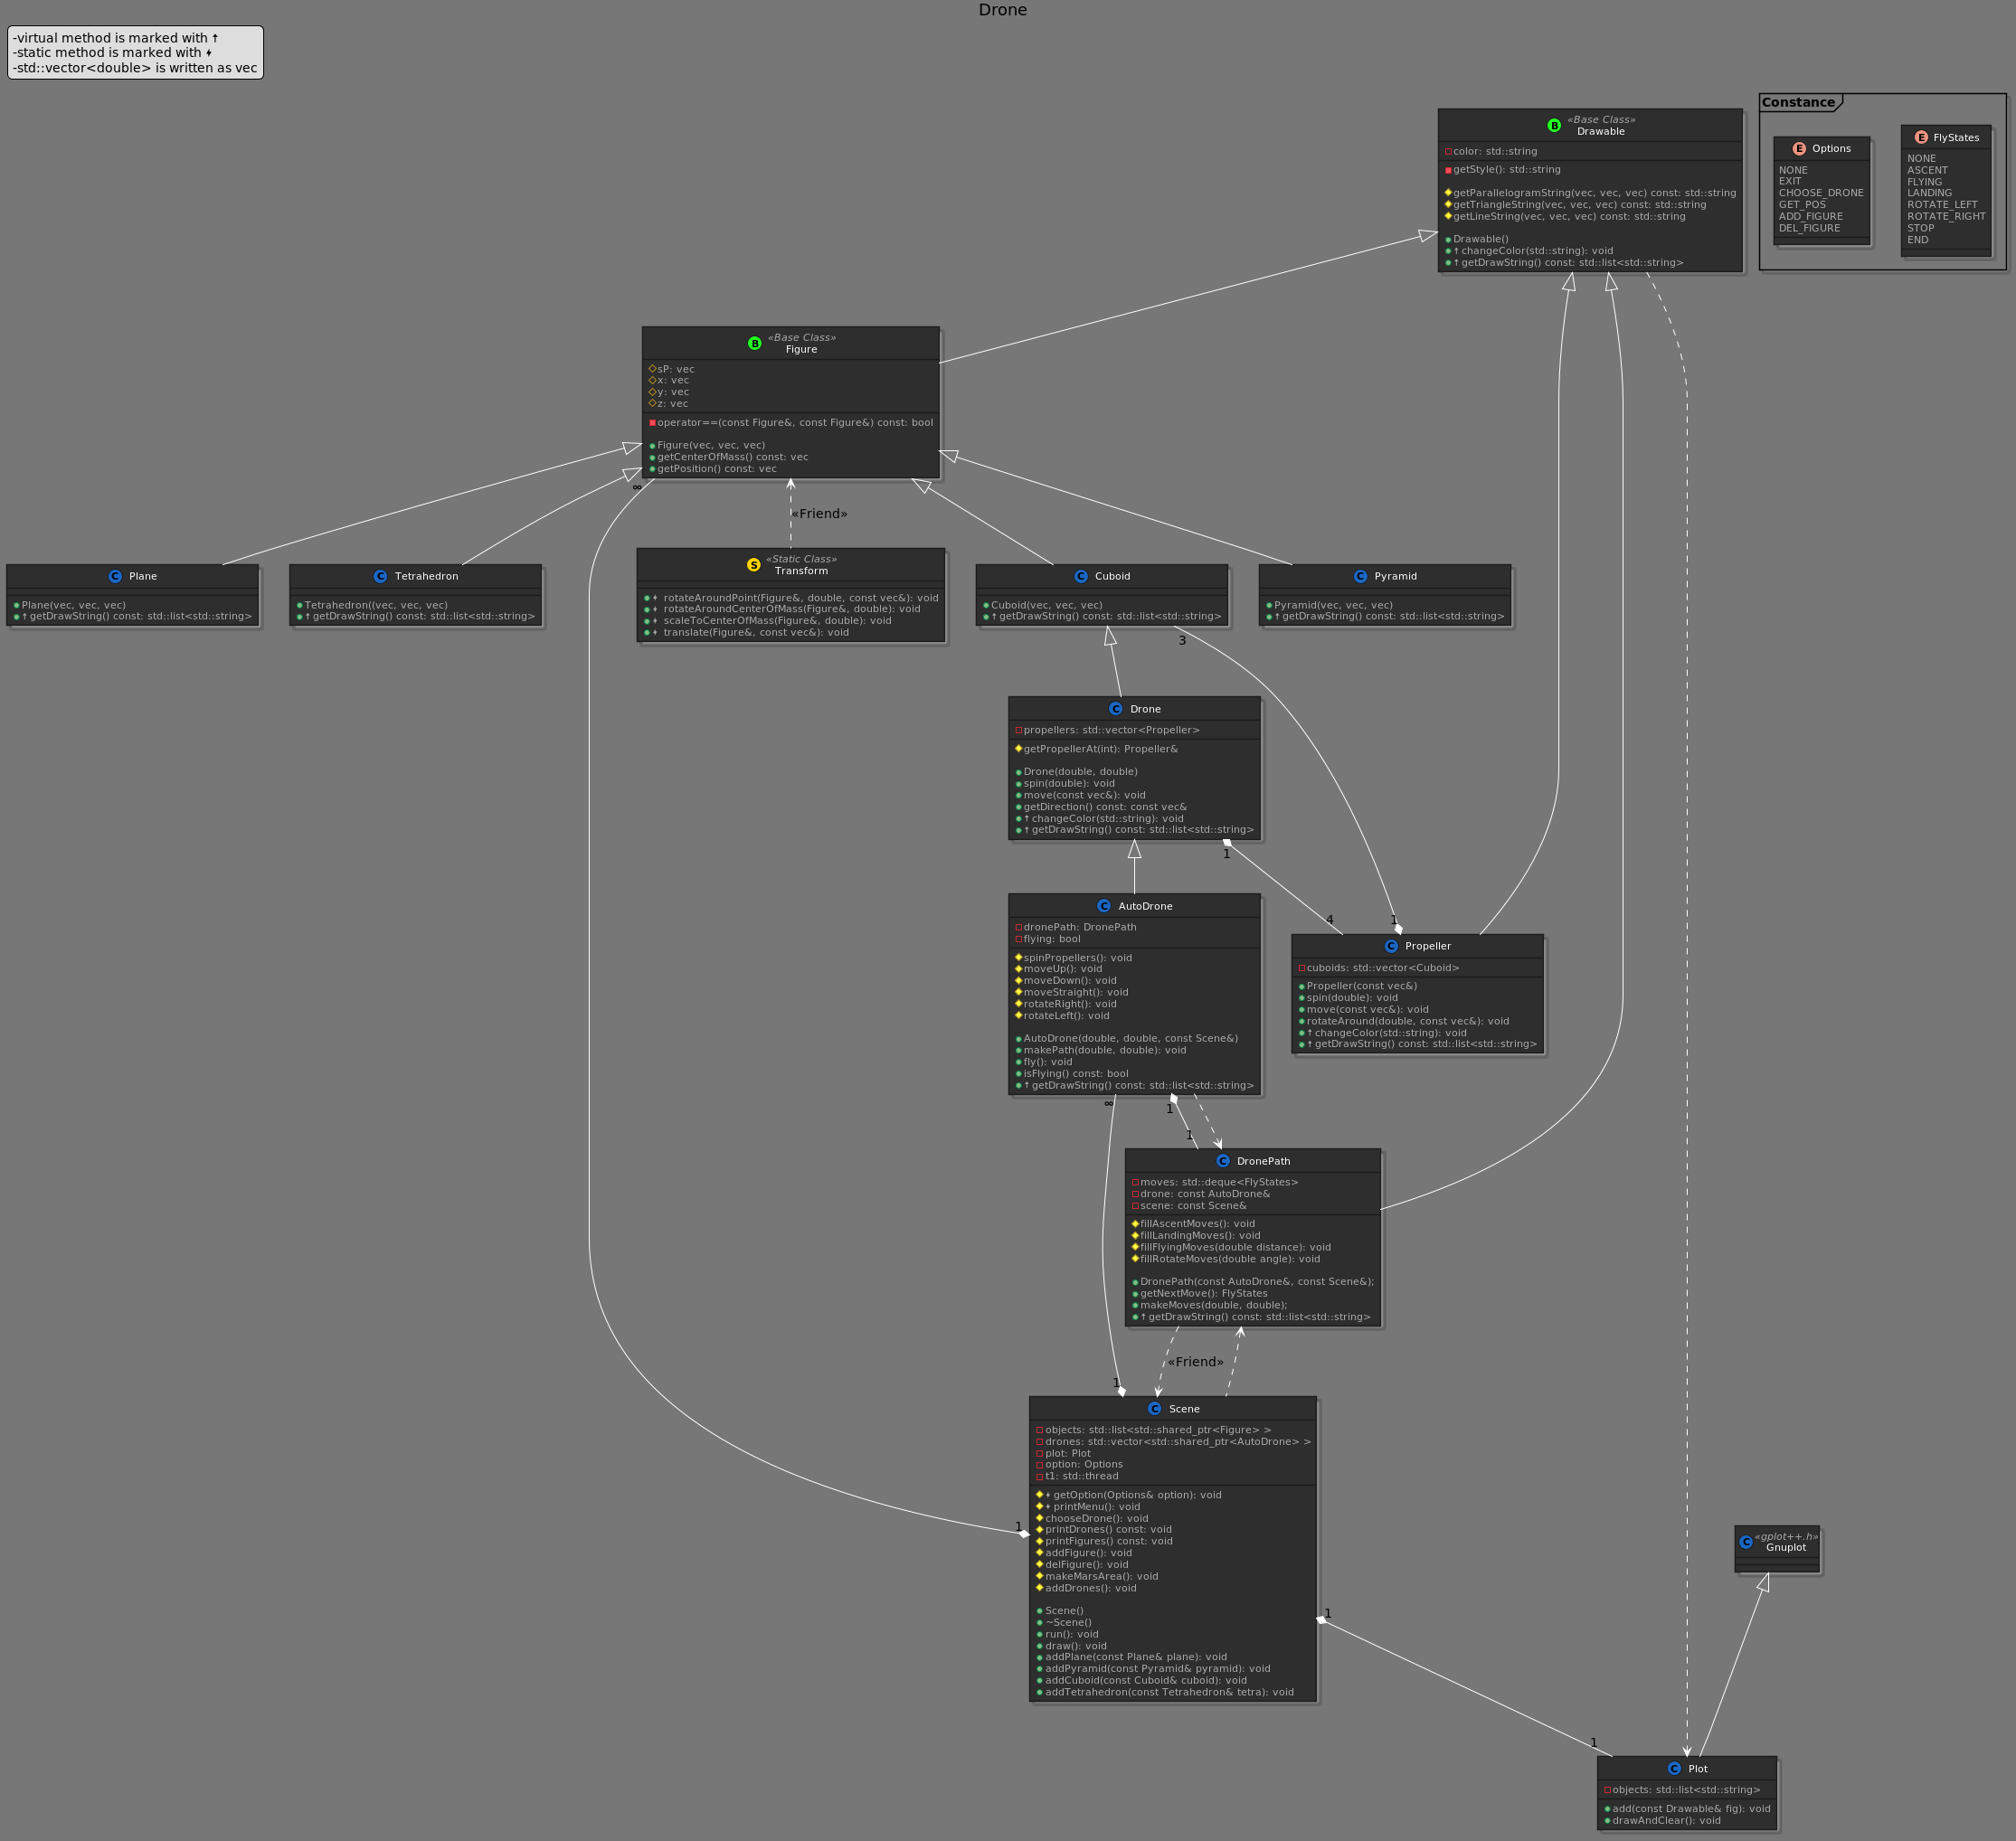 Drone
-virtual method is marked with ↑
-static method is marked with ⬧
-std::vector<double> is written as vec
Constance
E Options
NONE
EXIT
CHOOSE_DRONE
GET_POS
ADD_FIGURE
DEL_FIGURE
E FlyStates
NONE
ASCENT
FLYING
LANDING
ROTATE_LEFT
ROTATE_RIGHT
STOP
END
B «Base Class»
Drawable
color: std::string
getStyle(): std::string
getParallelogramString(vec, vec, vec) const: std::string
getTriangleString(vec, vec, vec) const: std::string
getLineString(vec, vec, vec) const: std::string
Drawable()
↑ changeColor(std::string): void
↑ getDrawString() const: std::list<std::string>
B «Base Class»
Figure
sP: vec
x: vec
y: vec
z: vec
operator==(const Figure&, const Figure&) const: bool
Figure(vec, vec, vec)
getCenterOfMass() const: vec
getPosition() const: vec
∞
«Friend»
C Plane
Plane(vec, vec, vec)
↑ getDrawString() const: std::list<std::string>
C Tetrahedron
Tetrahedron((vec, vec, vec)
↑ getDrawString() const: std::list<std::string>
S «Static Class»
Transform
⬧ rotateAroundPoint(Figure&, double, const vec&): void
⬧ rotateAroundCenterOfMass(Figure&, double): void
⬧ scaleToCenterOfMass(Figure&, double): void
⬧ translate(Figure&, const vec&): void
C Cuboid
Cuboid(vec, vec, vec)
↑ getDrawString() const: std::list<std::string>
C Pyramid
Pyramid(vec, vec, vec)
↑ getDrawString() const: std::list<std::string>
3
C Drone
propellers: std::vector<Propeller>
getPropellerAt(int): Propeller&
Drone(double, double)
spin(double): void
move(const vec&): void
getDirection() const: const vec&
↑ changeColor(std::string): void
↑ getDrawString() const: std::list<std::string>
1
4
1
C AutoDrone
dronePath: DronePath
flying: bool
spinPropellers(): void
moveUp(): void
moveDown(): void
moveStraight(): void
rotateRight(): void
rotateLeft(): void
AutoDrone(double, double, const Scene&)
makePath(double, double): void
fly(): void
isFlying() const: bool
↑ getDrawString() const: std::list<std::string>
C Propeller
cuboids: std::vector<Cuboid>
Propeller(const vec&)
spin(double): void
move(const vec&): void
rotateAround(double, const vec&): void
↑ changeColor(std::string): void
↑ getDrawString() const: std::list<std::string>
∞
1
1
C DronePath
moves: std::deque<FlyStates>
drone: const AutoDrone&
scene: const Scene&
fillAscentMoves(): void
fillLandingMoves(): void
fillFlyingMoves(double distance): void
fillRotateMoves(double angle): void
DronePath(const AutoDrone&, const Scene&);
getNextMove(): FlyStates
makeMoves(double, double);
↑ getDrawString() const: std::list<std::string>
«Friend»
1
C Scene
objects: std::list<std::shared_ptr<Figure> >
drones: std::vector<std::shared_ptr<AutoDrone> >
plot: Plot
option: Options
t1: std::thread
⬧ getOption(Options& option): void
⬧ printMenu(): void
chooseDrone(): void
printDrones() const: void
printFigures() const: void
addFigure(): void
delFigure(): void
makeMarsArea(): void
addDrones(): void
Scene()
~Scene()
run(): void
draw(): void
addPlane(const Plane& plane): void
addPyramid(const Pyramid& pyramid): void
addCuboid(const Cuboid& cuboid): void
addTetrahedron(const Tetrahedron& tetra): void
1
1
C «gplot++.h»
Gnuplot
1
C Plot
objects: std::list<std::string>
add(const Drawable& fig): void
drawAndClear(): void